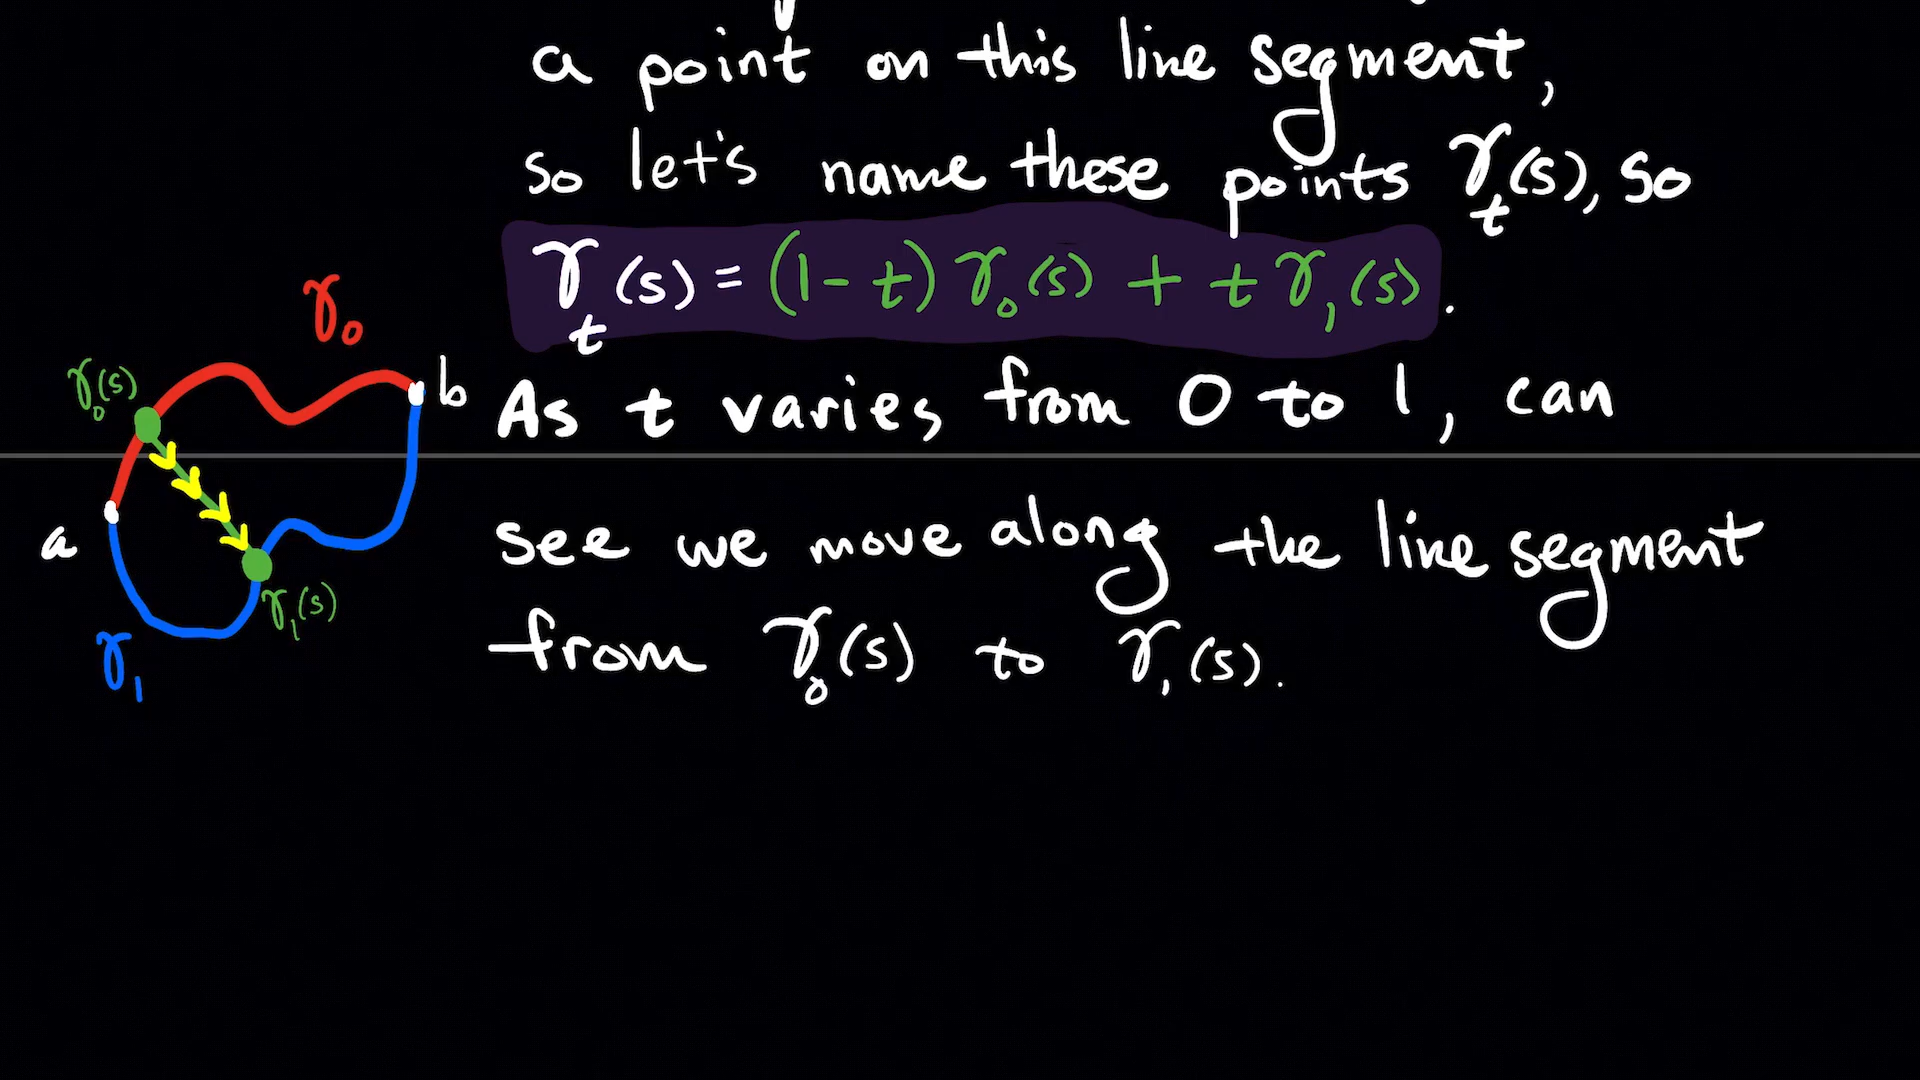 a point on this line segment,
so let's name these points γₜ(s), so
γₜ(s) = (1-t) γ₀(s) + t γ₁(s).
As t varies from 0 to 1, can
see we move along the line segment
from γ₀(s) to γ₁(s).
γ₀
γ₀(s)
b
a
γ₁(s)
γ₁